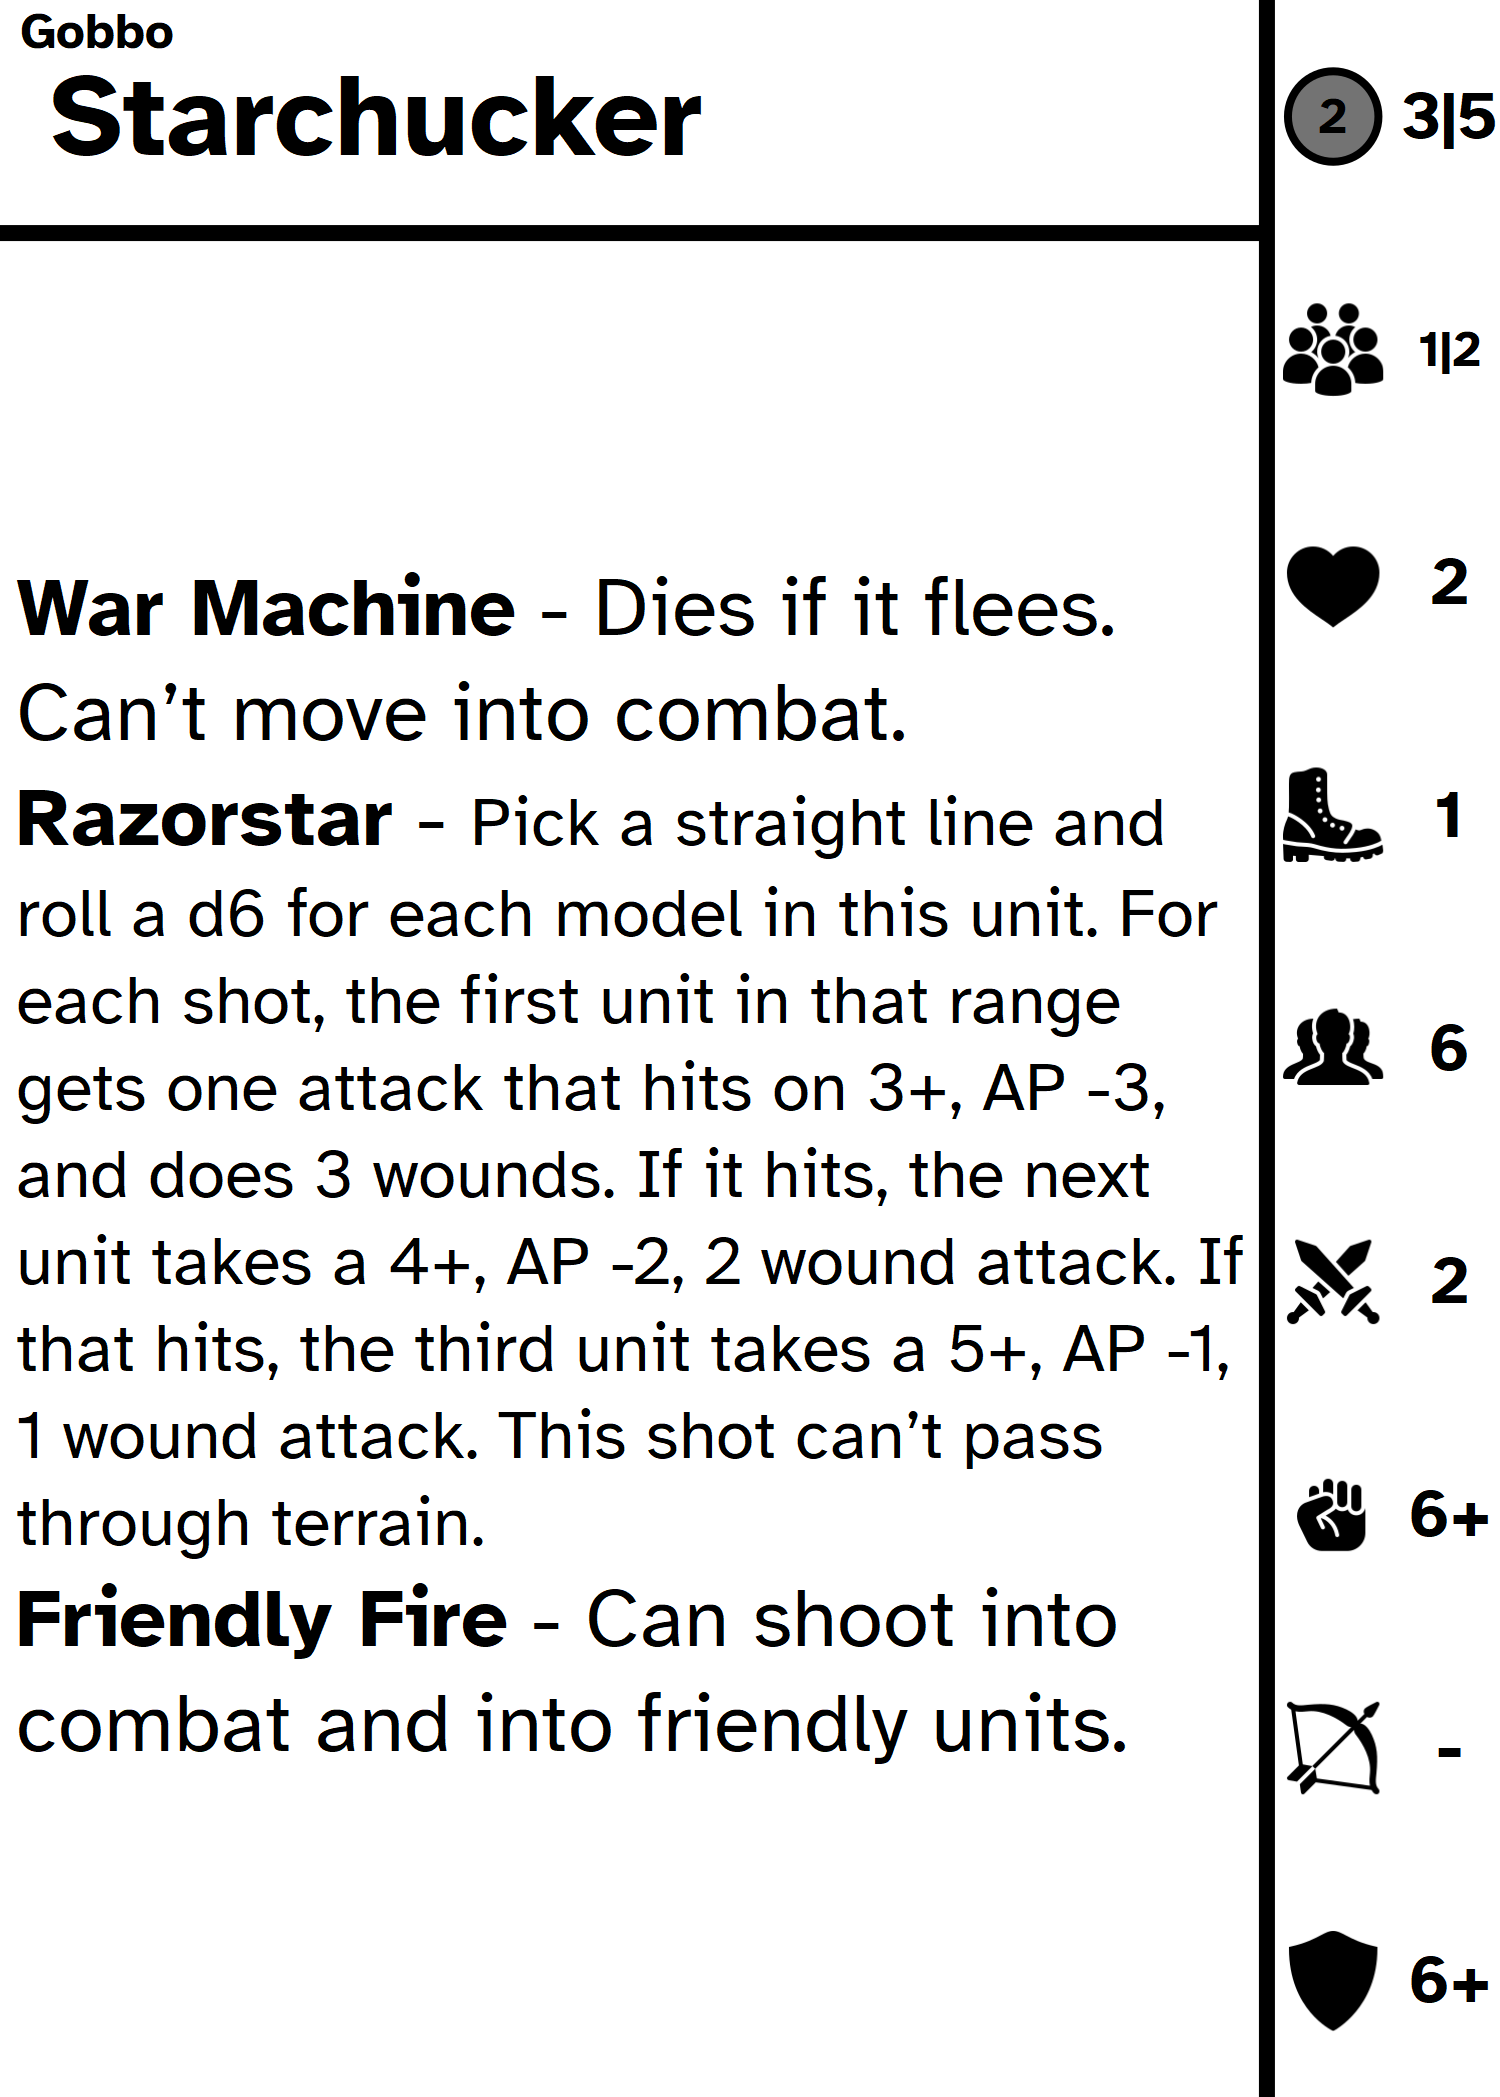 Gobbo
Starchucker
2 3|5
1|2
2
1
6
2
6+
-
6+
War Machine - Dies if it flees.
Can’t move into combat.
Razorstar - Pick a straight line and
roll a d6 for each model in this unit. For
each shot, the first unit in that range
gets one attack that hits on 3+, AP -3,
and does 3 wounds. If it hits, the next
unit takes a 4+, AP -2, 2 wound attack. If
that hits, the third unit takes a 5+, AP -1,
1 wound attack. This shot can’t pass
through terrain.
Friendly Fire - Can shoot into
combat and into friendly units.